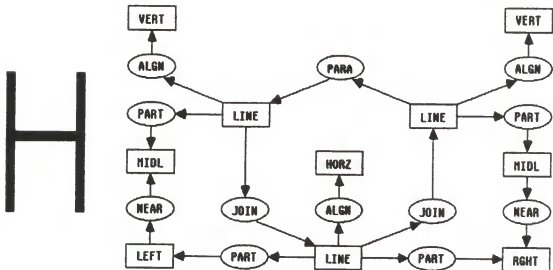 H
VERT VERT
ALGN PARA ALGN
PART LINE LINE PART
MIDL HORZ MIDL
NEAR JOIN ALGN JOIN NEAR
LEFT PART LINE PART RGHT